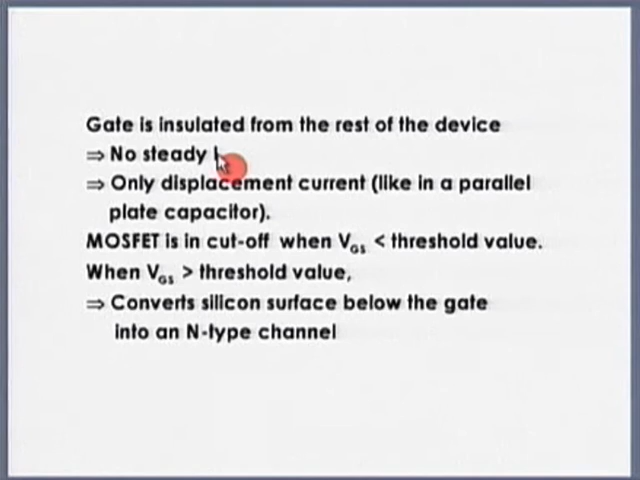 Gate is insulated from the rest of the device
⇒ No steady I
⇒ Only displacement current (like in a parallel
plate capacitor).
MOSFET is in cut-off when VGS < threshold value.
When VGS > threshold value,
⇒ Converts silicon surface below the gate
into an N-type channel